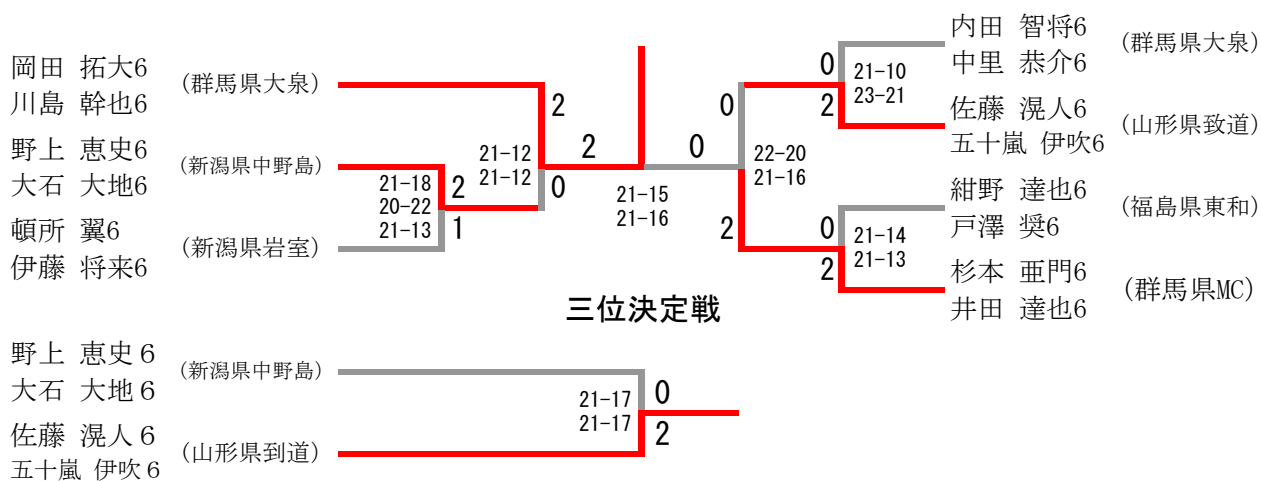 岡田 拓大6
川島 幹也6
(群馬県大泉)
野上 恵史6
大石 大地6
(新潟県中野島)
頓所 翼6
伊藤 将来6
(新潟県岩室)
21-18
20-22
21-13
2
1
21-12
21-12
2
0
2
0
21-15
21-16
0
2
22-20
21-16
0
2
21-10
23-21
0
2
21-14
21-13
内田 智将6
中里 恭介6
(群馬県大泉)
佐藤 滉人6
五十嵐 伊吹6
(山形県致道)
紺野 達也6
戸澤 奨6
(福島県東和)
杉本 亜門6
井田 達也6
(群馬県MC)
三位決定戦
野上 恵史６
大石 大地６
(新潟県中野島)
佐藤 滉人６
五十嵐 伊吹６
(山形県到道)
21-17
21-17
0
2